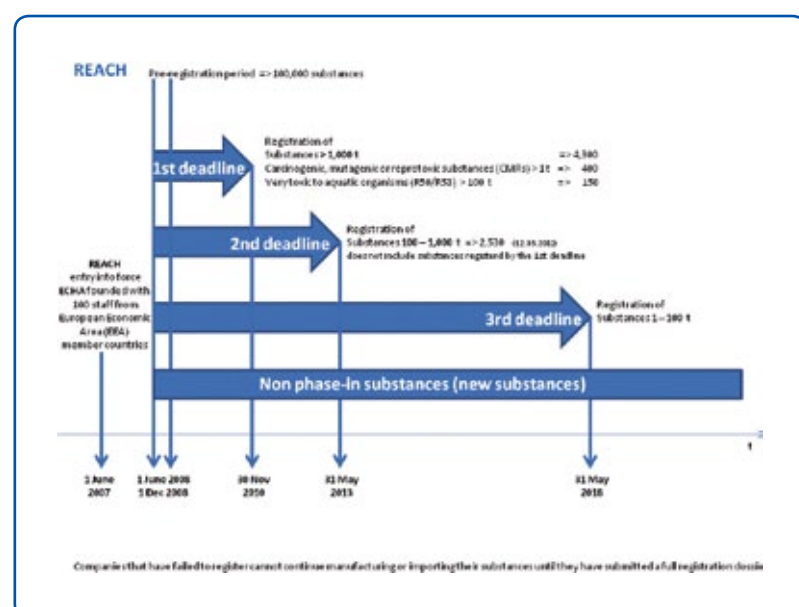 REACH
Pre-registration period => 100,000 substances
1st deadline
Registration of
Substances > 1,000 t => 4,300
Carcinogenic, mutagenic or reprotoxic substances (CMRs) > 1 t => 400
Very toxic to aquatic organisms (R50/R53) > 100 t => 150
2nd deadline
Registration of
Substances 100 – 1,000 t => 2,530
does not include substances registered by the 1st deadline
REACH
entry into force
ECHA founded with
100 staff from
European Economic
Area (EEA)
member countries
3rd deadline
Registration of
Substances 1 – 100 t
Non phase-in substances (new substances)
t
1 June
2007
1 June 2008
1 Dec 2008
30 Nov
2010
31 May
2013
31 May
2018
Companies that have failed to register cannot continue manufacturing or importing their substances until they have submitted a full registration